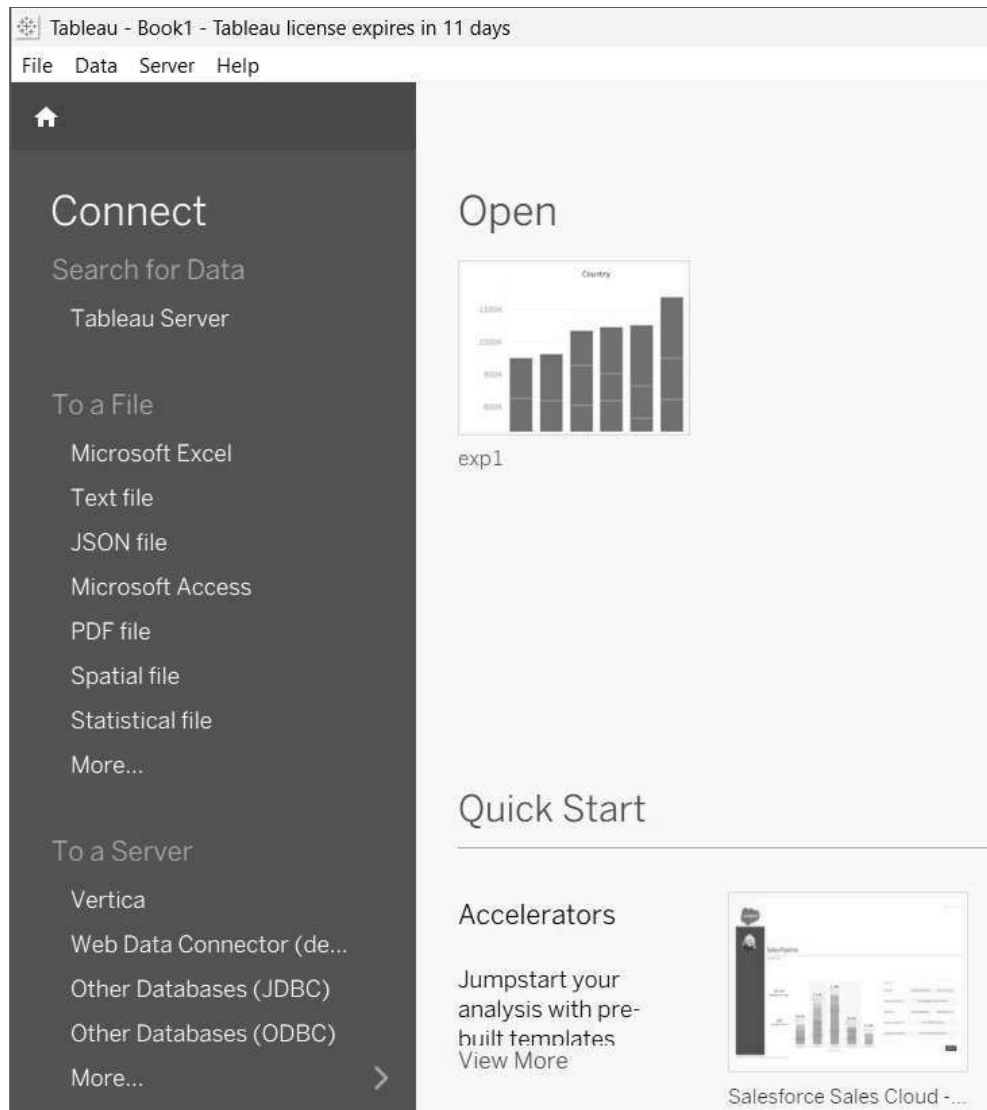 Tableau - Book1 - Tableau license expires in 11 days
File Data Server Help
Connect
Search for Data
Tableau Server
To a File
Microsoft Excel
Text file
JSON file
Microsoft Access
PDF file
Spatial file
Statistical file
More...
To a Server
Vertica
Web Data Connector (de...
Other Databases (JDBC)
Other Databases (ODBC)
More...
Open
Country
exp1
Quick Start
Accelerators
Jumpstart your
analysis with pre-
built templates
View More
Salesforce Sales Cloud -...